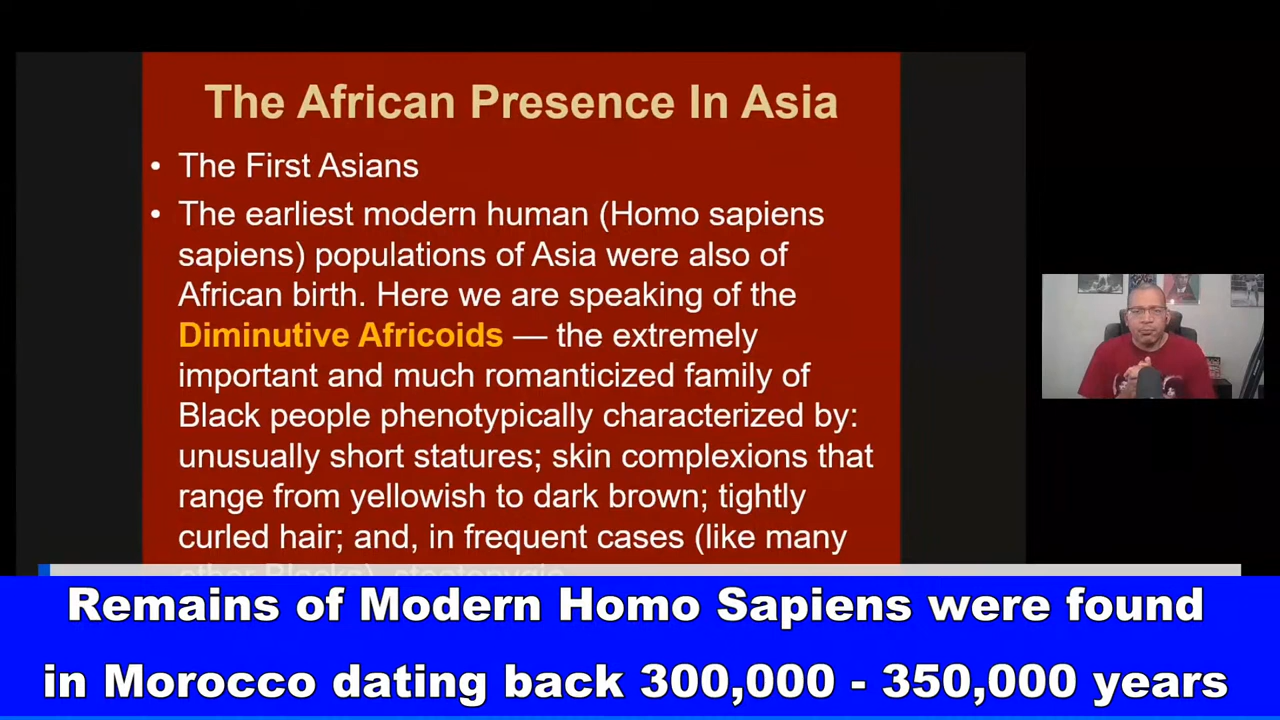 The African Presence In Asia
• The First Asians
• The earliest modern human (Homo sapiens
sapiens) populations of Asia were also of
African birth. Here we are speaking of the
Diminutive Africoids — the extremely
important and much romanticized family of
Black people phenotypically characterized by:
unusually short statures; skin complexions that
range from yellowish to dark brown; tightly
curled hair; and, in frequent cases (like many
Remains of Modern Homo Sapiens were found
in Morocco dating back 300,000 - 350,000 years